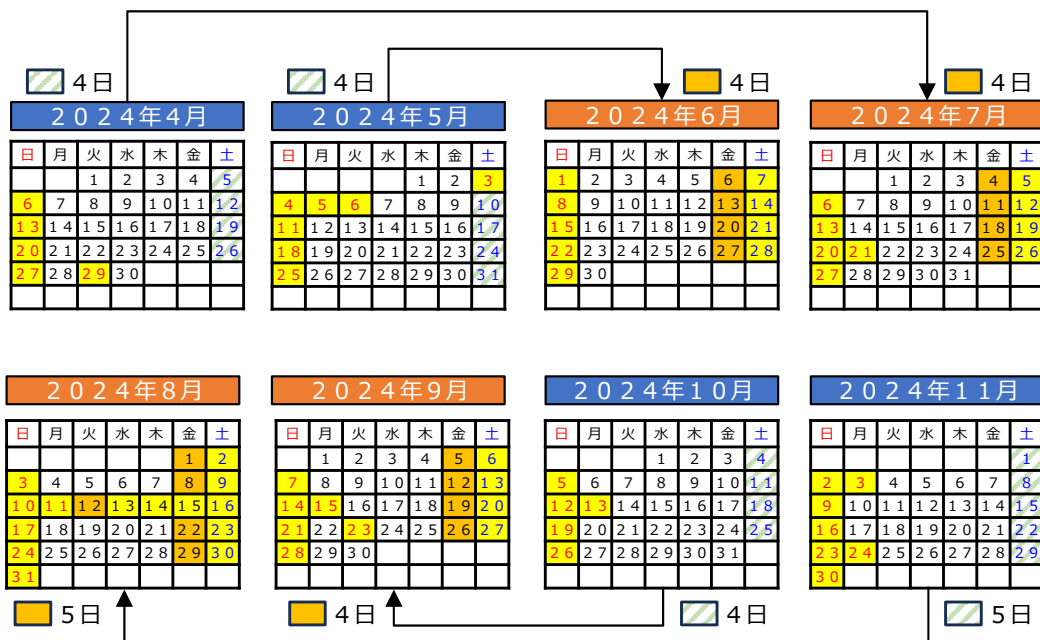 4日 4日 4日 4日
2024年4月 2024年5月 2024年6月 2024年7月
日 月 火 水 木 金 土 日 月 火 水 木 金 土 日 月 火 水 木 金 土 日 月 火 水 木 金 土
1 2 3 4 5 1 2 3 1 2 3 4 5 6 7 1 2 3 4 5
6 7 8 9 10 11 12 4 5 6 7 8 9 10 8 9 10 11 12 13 14 6 7 8 9 10 11 12
13 14 15 16 17 18 19 11 12 13 14 15 16 17 15 16 17 18 19 20 21 13 14 15 16 17 18 19
20 21 22 23 24 25 26 18 19 20 21 22 23 24 22 23 24 25 26 27 28 20 21 22 23 24 25 26
27 28 29 30 25 26 27 28 29 30 31 29 30 27 28 29 30 31
2024年8月 2024年9月 2024年10月 2024年11月
日 月 火 水 木 金 土 日 月 火 水 木 金 土 日 月 火 水 木 金 土 日 月 火 水 木 金 土
1 2 1 2 3 4 5 6 1 2 3 4 1
3 4 5 6 7 8 9 7 8 9 10 11 12 13 5 6 7 8 9 10 11 2 3 4 5 6 7 8
10 11 12 13 14 15 16 14 15 16 17 18 19 20 12 13 14 15 16 17 18 9 10 11 12 13 14 15
17 18 19 20 21 22 23 21 22 23 24 25 26 27 19 20 21 22 23 24 25 16 17 18 19 20 21 22
24 25 26 27 28 29 30 28 29 30 26 27 28 29 30 31 23 24 25 26 27 28 29
31 30
5日 4日 4日 5日